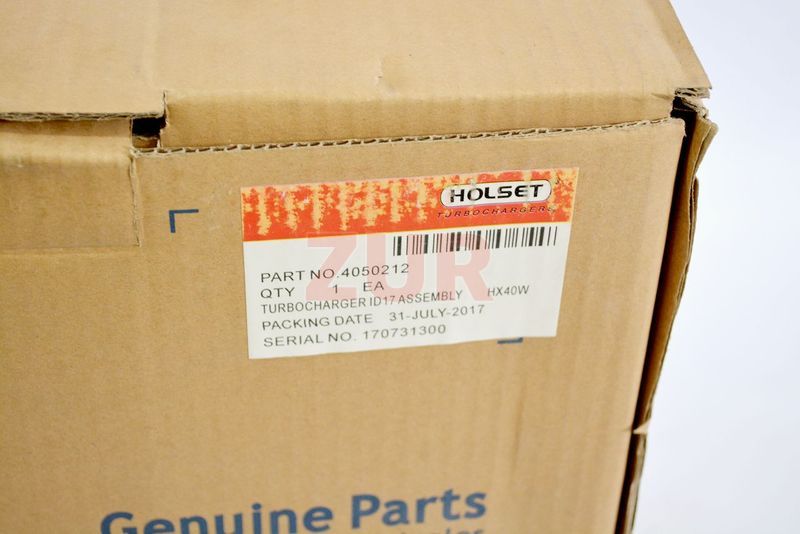 HOLSET
TURBOCHARGERS
ZUR
PART NO.4050212
QTY 1 EA
TURBOCHARGER ID17 ASSEMBLY HX40W
PACKING DATE 31-JULY-2017
SERIAL NO. 170731300
Genuine Parts